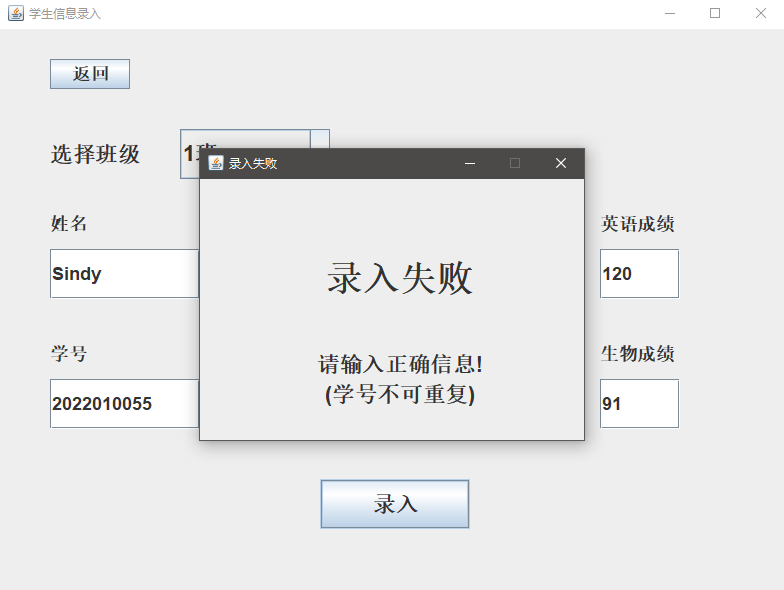 学生信息录入
返回
选择班级
1班
录入失败
姓名
英语成绩
Sindy
120
录入失败
学号
生物成绩
请输入正确信息!
2022010055
91
(学号不可重复)
录入